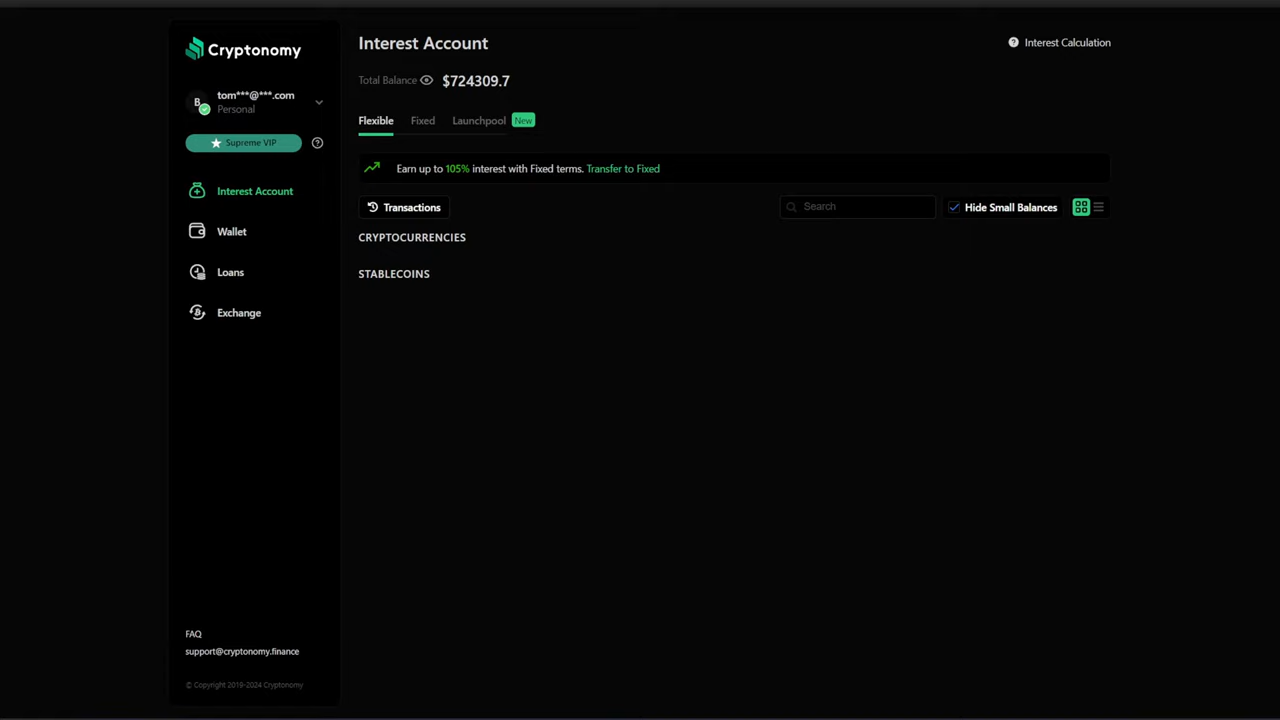 Cryptonomy
tom***@***.com
Personal
B
Supreme VIP
Interest Account
Wallet
Loans
Exchange
FAQ
support@cryptonomy.finance
© Copyright 2019-2024 Cryptonomy
Interest Account
Interest Calculation
Total Balance $724309.7
Flexible Fixed Launchpool New
Earn up to 105% interest with Fixed terms. Transfer to Fixed
Transactions Search Hide Small Balances
CRYPTOCURRENCIES
STABLECOINS